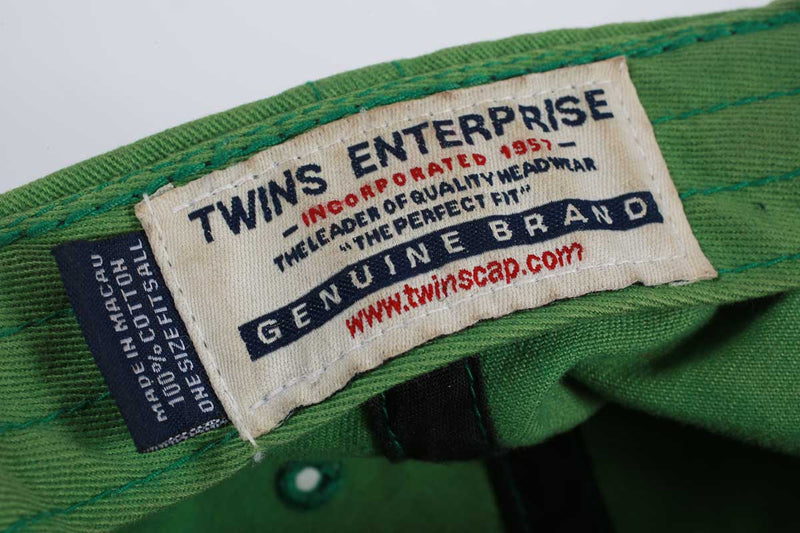 TWINS ENTERPRISE
- INCORPORATED 1957 -
THE LEADER OF QUALITY HEADWEAR
"THE PERFECT FIT"
GENUINE BRAND
www.twinscap.com
MADE IN MACAU
100% COTTON
ONE SIZE FITS ALL